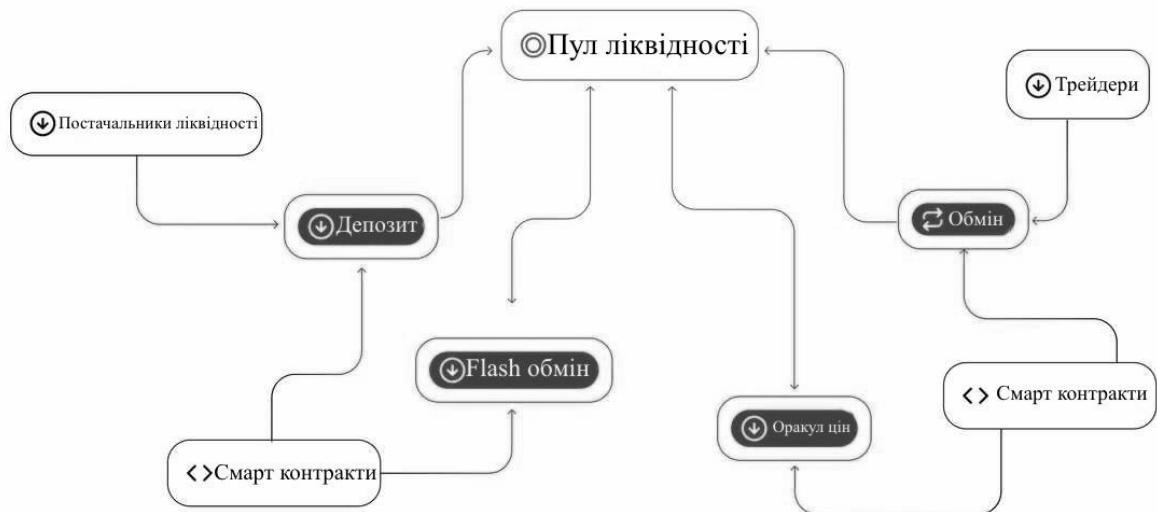 Пул ліквідності
Трейдери
Постачальники ліквідності
Депозит
Обмін
Flash обмін
Смарт контракти
Оракул цін
Смарт контракти